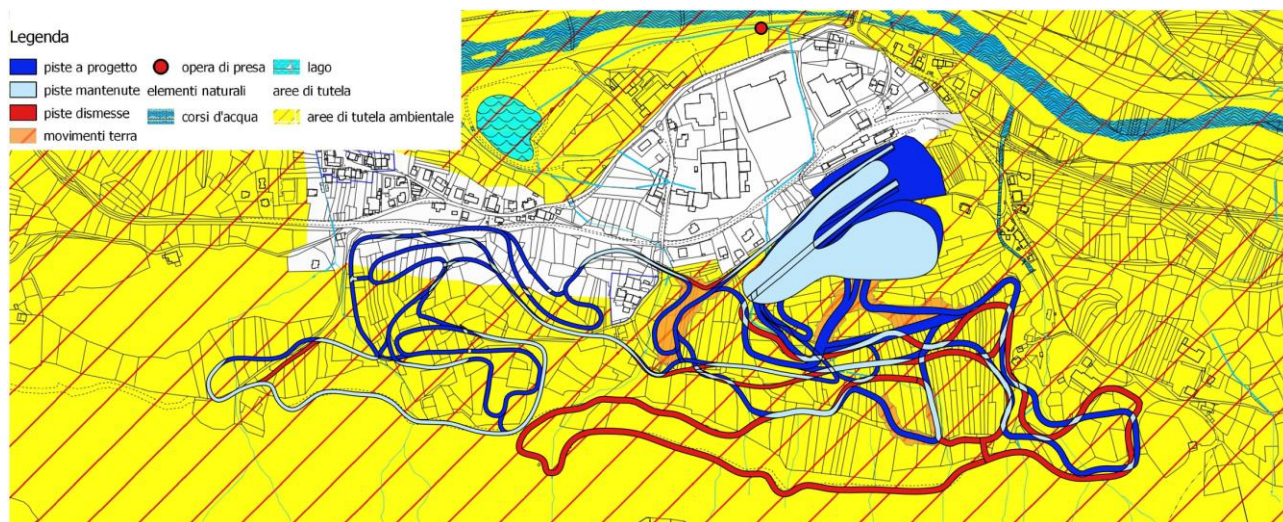 Legenda
piste a progetto opera di presa lago
piste mantenute elementi naturali aree di tutela
piste dismesse corsi d'acqua aree di tutela ambientale
movimenti terra